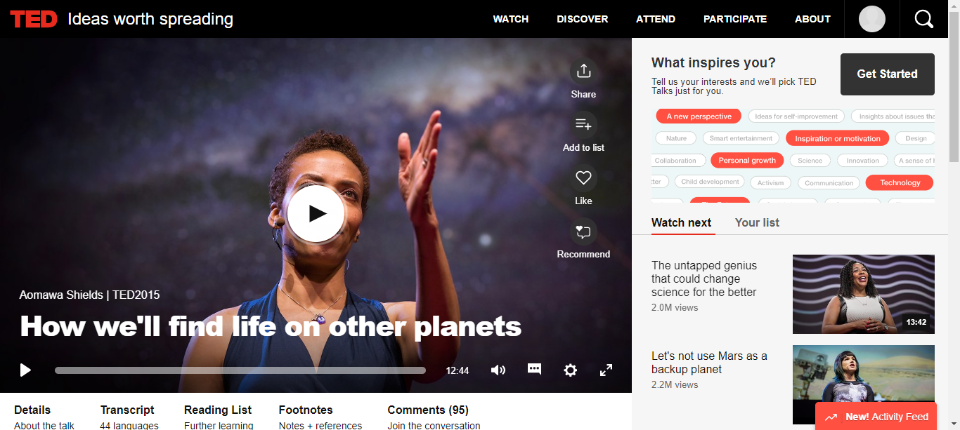 TED Ideas worth spreading
WATCH
DISCOVER
ATTEND
PARTICIPATE
ABOUT
Share
Add to list
Like
Recommend
Aomawa Shields | TED2015
How we'll find life on other planets
12:44
Details
About the talk
Transcript
44 languages
Reading List
Further learning
Footnotes
Notes + references
Comments (95)
Join the conversation
What inspires you?
Tell us your interests and we'll pick TED
Talks just for you.
Get Started
A new perspective
Ideas for self-improvement
Insights about issues
Nature
Smart entertainment
Inspiration or motivation
Design
Collaboration
Personal growth
Science
Innovation
A sense of
Child development
Activism
Communication
Technology
Watch next
Your list
The untapped genius
that could change
science for the better
2.0M views
13:42
Let's not use Mars as a
backup planet
2.2M views
New! Activity Feed